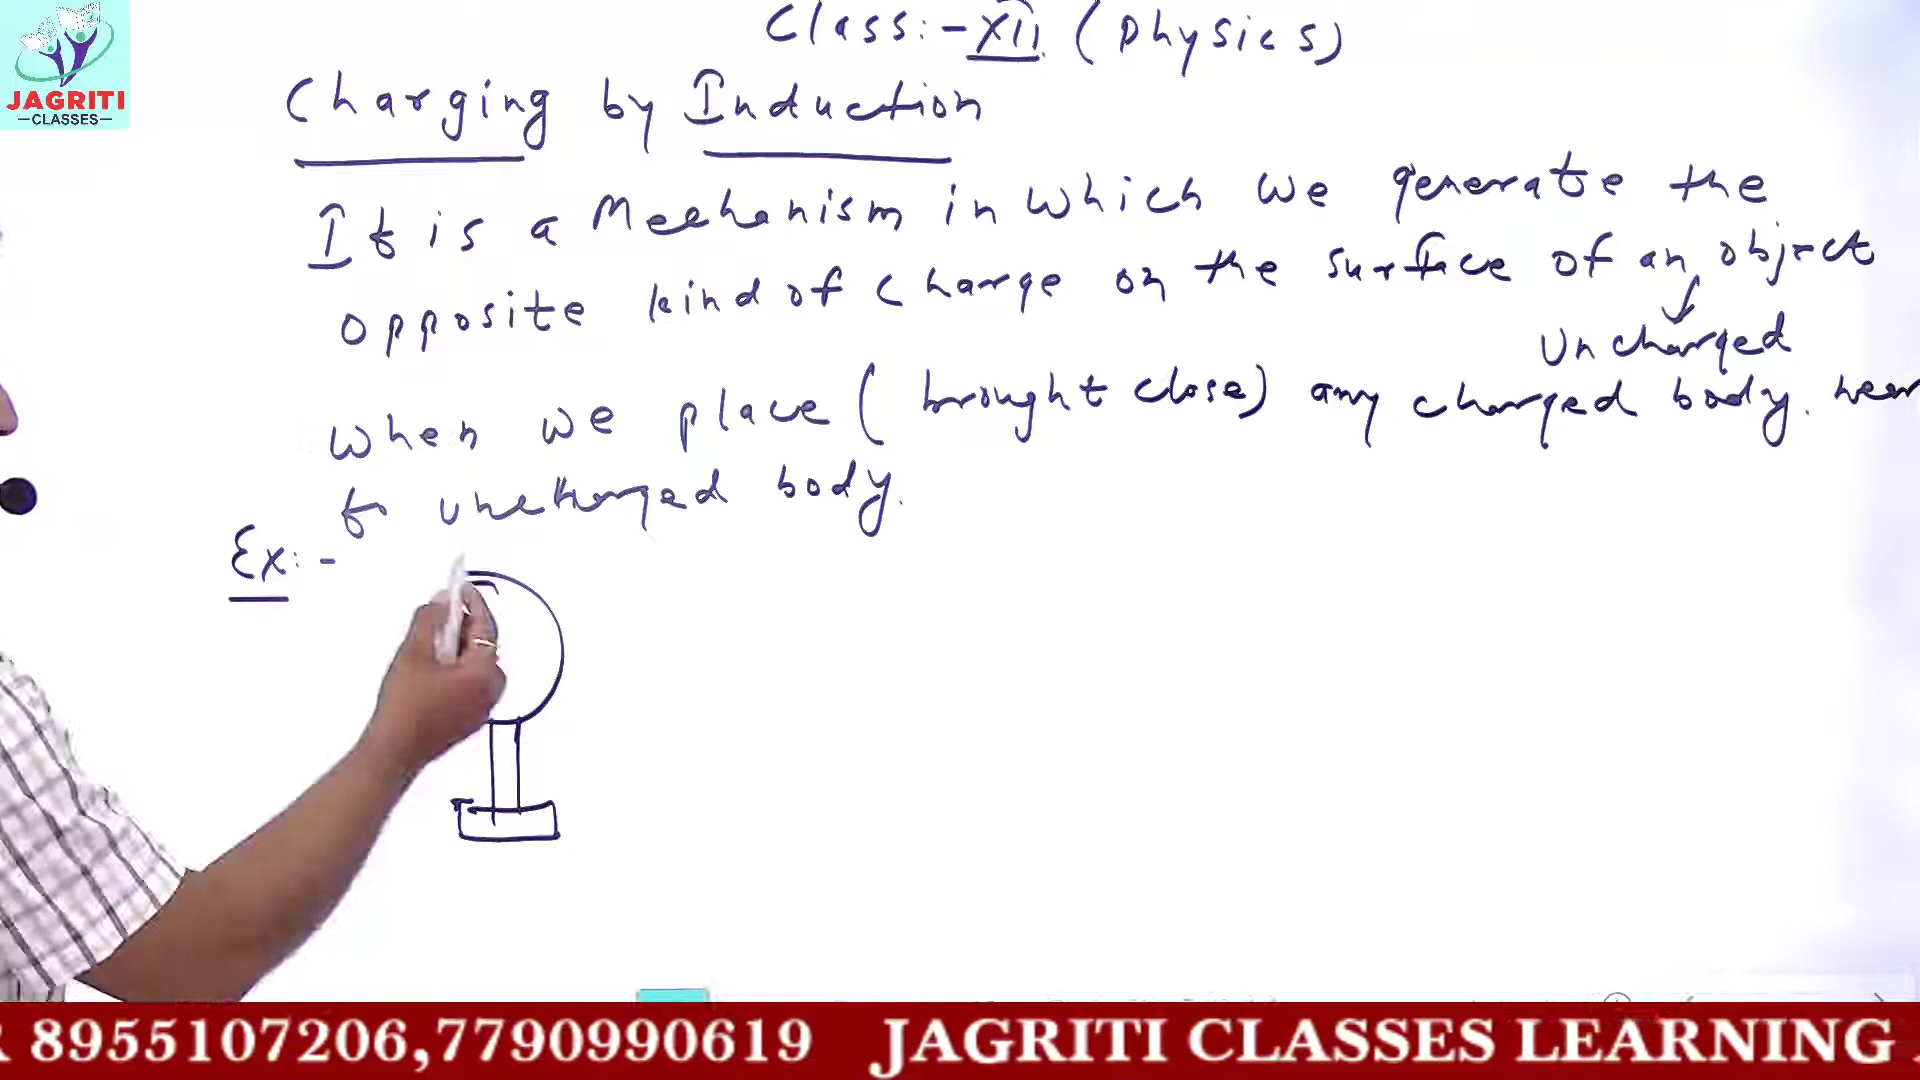 Class:- XII (Physics)
JAGRITI
—CLASSES—
Charging by Induction
It is a Mechanism in which we generate the
opposite kind of charge on the surface of an object
Uncharged
when we place (brought close) any charged body near
to uncharged body.
Ex:-
8955107206,7790990619 JAGRITI CLASSES LEARNING